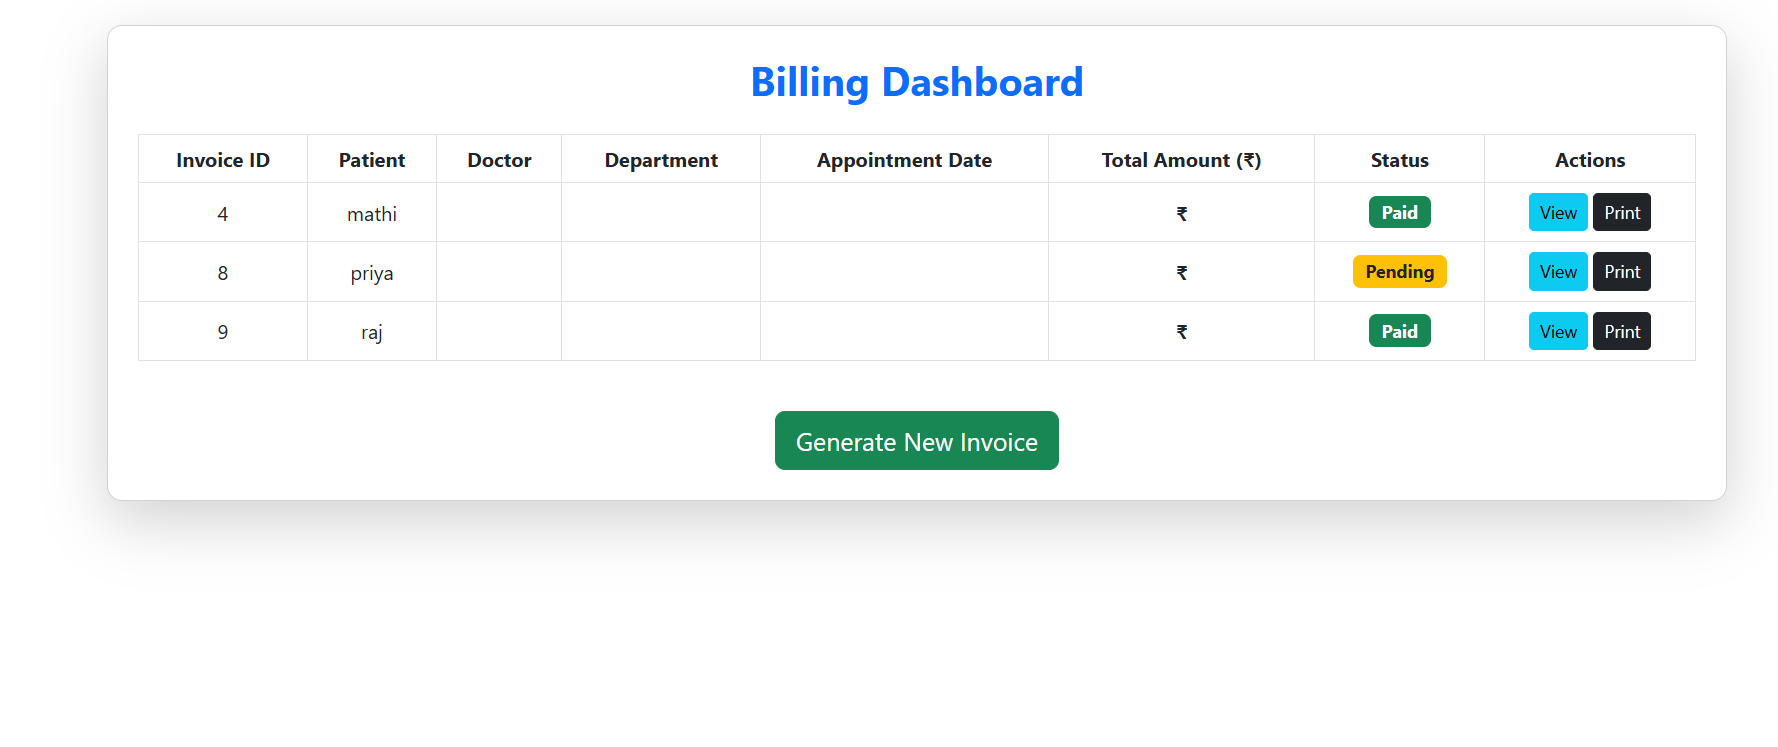 Billing Dashboard
Invoice ID Patient Doctor Department Appointment Date Total Amount (₹) Status Actions
4 mathi ₹ Paid View Print
8 priya ₹ Pending View Print
9 raj ₹ Paid View Print
Generate New Invoice